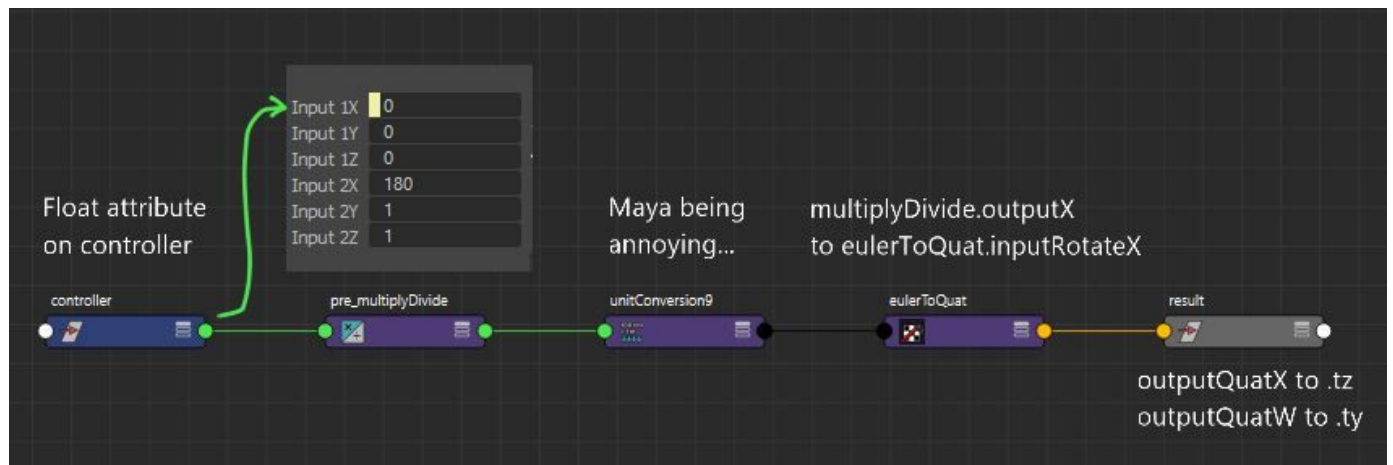 Input 1X 0
Input 1Y 0
Input 1Z 0
Input 2X 180
Input 2Y 1
Input 2Z 1
Float attribute
on controller
Maya being
annoying...
multiplyDivide.outputX
to eulerToQuat.inputRotateX
controller
pre_multiplyDivide
unitConversion9
eulerToQuat
result
outputQuatX to .tz
outputQuatW to .ty